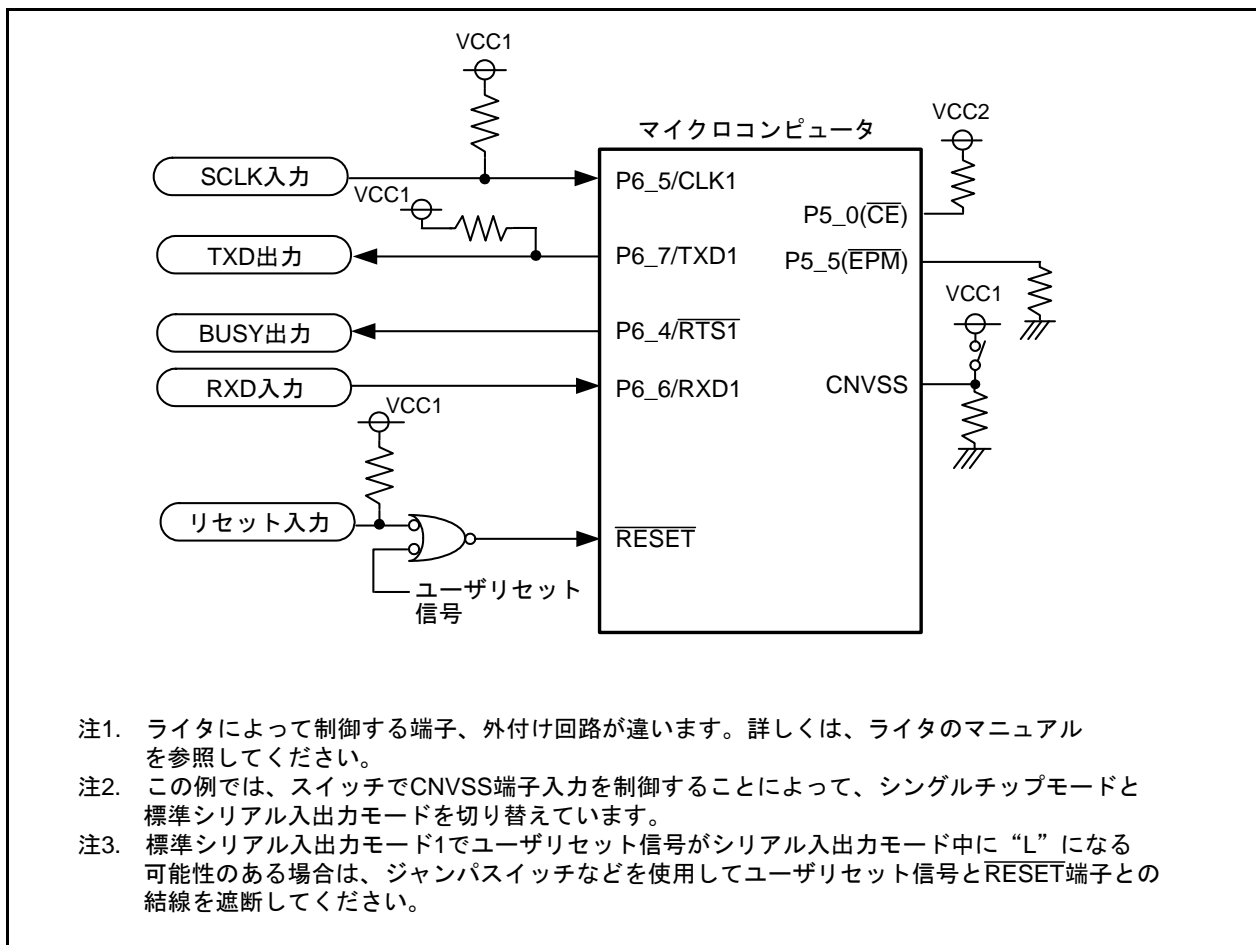 VCC1
マイクロコンピュータ
VCC2
SCLK入力
P6_5/CLK1
VCC1
P5_0(CE)
TXD出力
P6_7/TXD1
P5_5(EPM)
VCC1
BUSY出力
P6_4/RTS1
RXD入力
P6_6/RXD1
CNVSS
VCC1
リセット入力
RESET
ユーザリセット
信号
注1. ライタによって制御する端子、外付け回路が違います。詳しくは、ライタのマニュアル
を参照してください。
注2. この例では、スイッチでCNVSS端子入力を制御することによって、シングルチップモードと
標準シリアル入出力モードを切り替えています。
注3. 標準シリアル入出力モード1でユーザリセット信号がシリアル入出力モード中に“L”になる
可能性のある場合は、ジャンパスイッチなどを使用してユーザリセット信号とRESET端子との
結線を遮断してください。